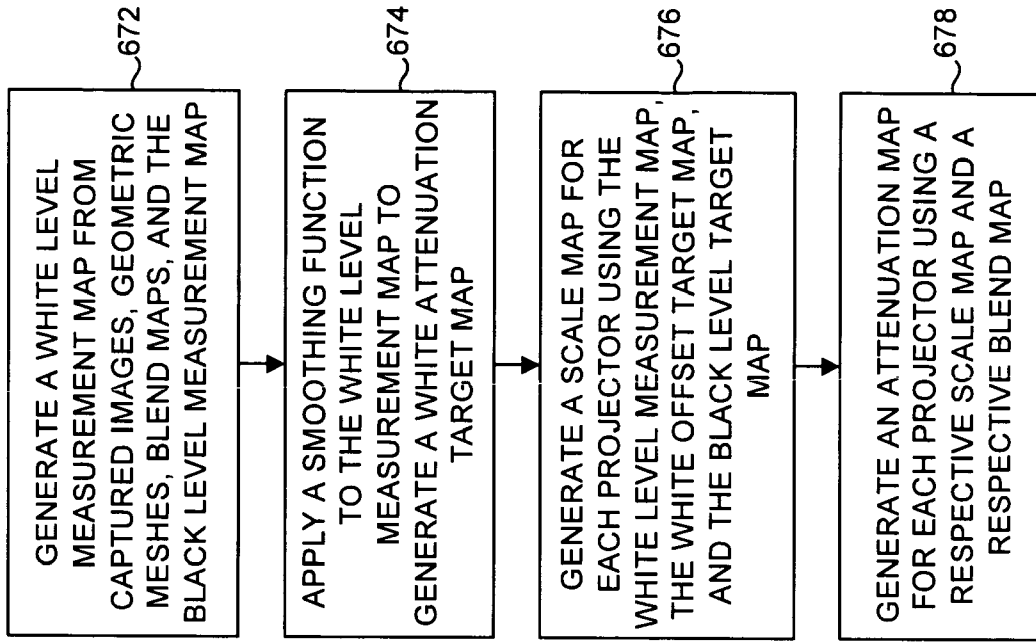 GENERATE A WHITE LEVEL
MEASUREMENT MAP FROM
CAPTURED IMAGES, GEOMETRIC
MESHES, BLEND MAPS, AND THE
BLACK LEVEL MEASUREMENT MAP
672
APPLY A SMOOTHING FUNCTION
TO THE WHITE LEVEL
MEASUREMENT MAP TO
GENERATE A WHITE ATTENUATION
TARGET MAP
674
GENERATE A SCALE MAP FOR
EACH PROJECTOR USING THE
WHITE LEVEL MEASUREMENT MAP,
THE WHITE OFFSET TARGET MAP,
AND THE BLACK LEVEL TARGET
MAP
676
GENERATE AN ATTENUATION MAP
FOR EACH PROJECTOR USING A
RESPECTIVE SCALE MAP AND A
RESPECTIVE BLEND MAP
678